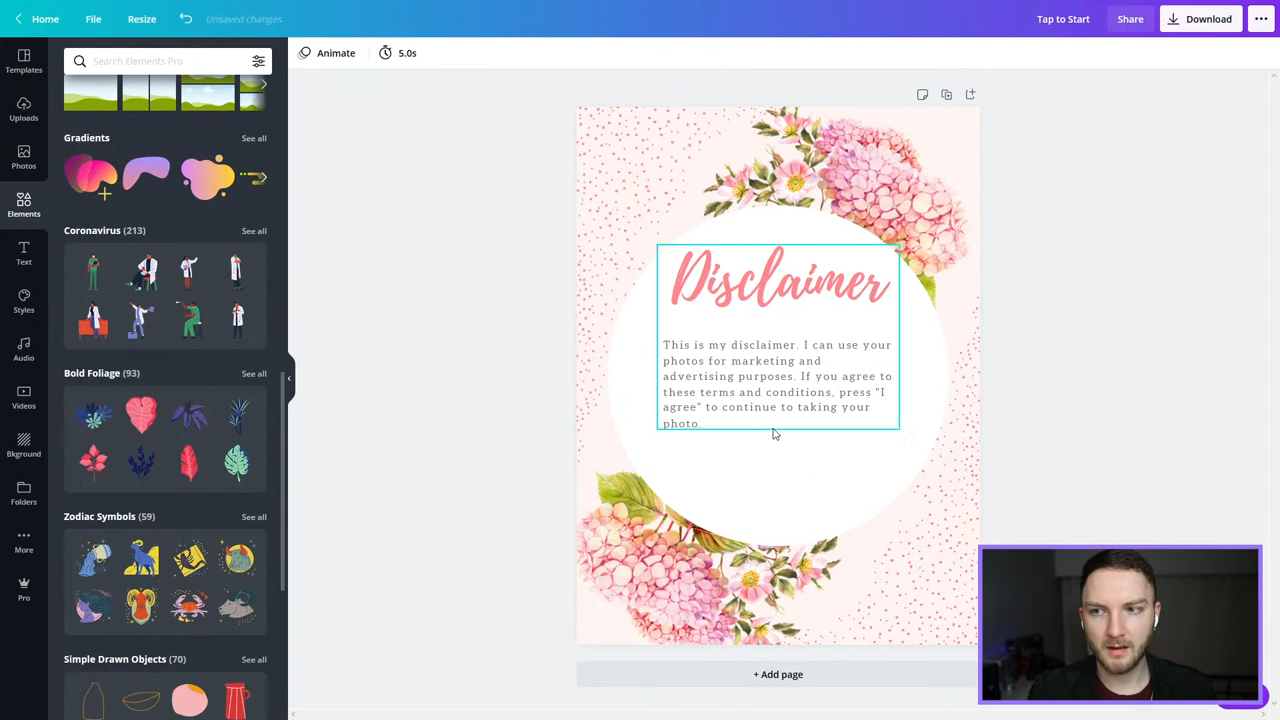 Home File Resize Unsaved changes Tap to Start Share Download
Animate 5.0s
Templates
Uploads
Photos
Elements
Text
Styles
Audio
Videos
Bkground
Folders
More
Pro
Search Elements Pro
Gradients See all
Coronavirus (213) See all
Bold Foliage (93) See all
Zodiac Symbols (59) See all
Simple Drawn Objects (70) See all
Disclaimer
This is my disclaimer. I can use your
photos for marketing and
advertising purposes. If you agree to
these terms and conditions, press "I
agree" to continue to taking your
photo.
+ Add page